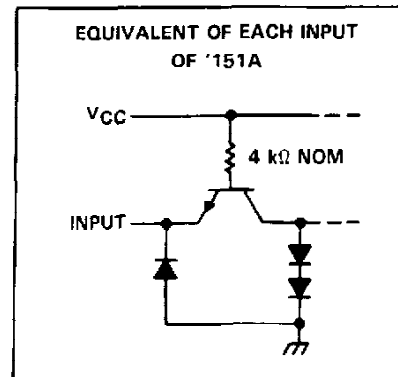 EQUIVALENT OF EACH INPUT
OF '151A
VCC
4 kΩ NOM
INPUT